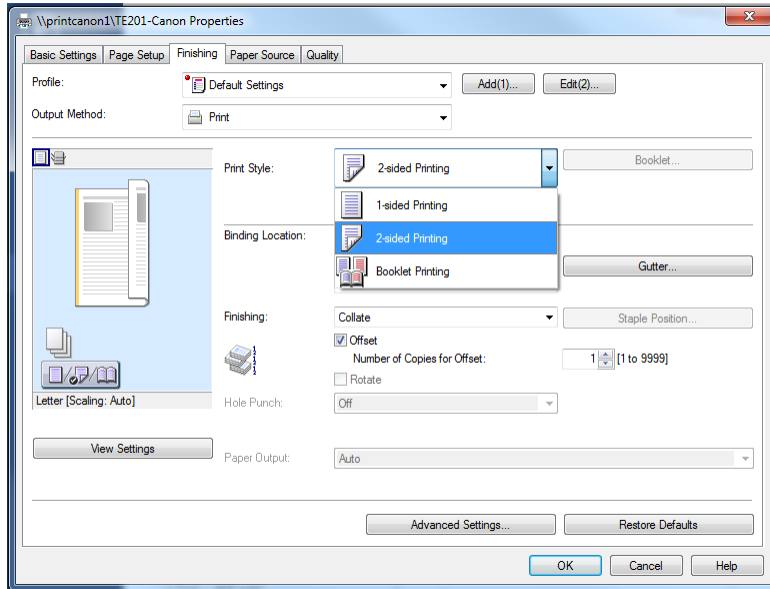 \\printcanon1\TE201-Canon Properties
Basic Settings Page Setup Finishing Paper Source Quality
Profile: Default Settings Add(1)... Edit(2)...
Output Method: Print
Print Style: 2-sided Printing Booklet...
1-sided Printing
2-sided Printing
Booklet Printing
Binding Location: Gutter...
Finishing: Collate Staple Position...
Offset
Number of Copies for Offset: 1 [1 to 9999]
Rotate
Letter [Scaling: Auto] Hole Punch: Off
View Settings Paper Output: Auto
Advanced Settings... Restore Defaults
OK Cancel Help